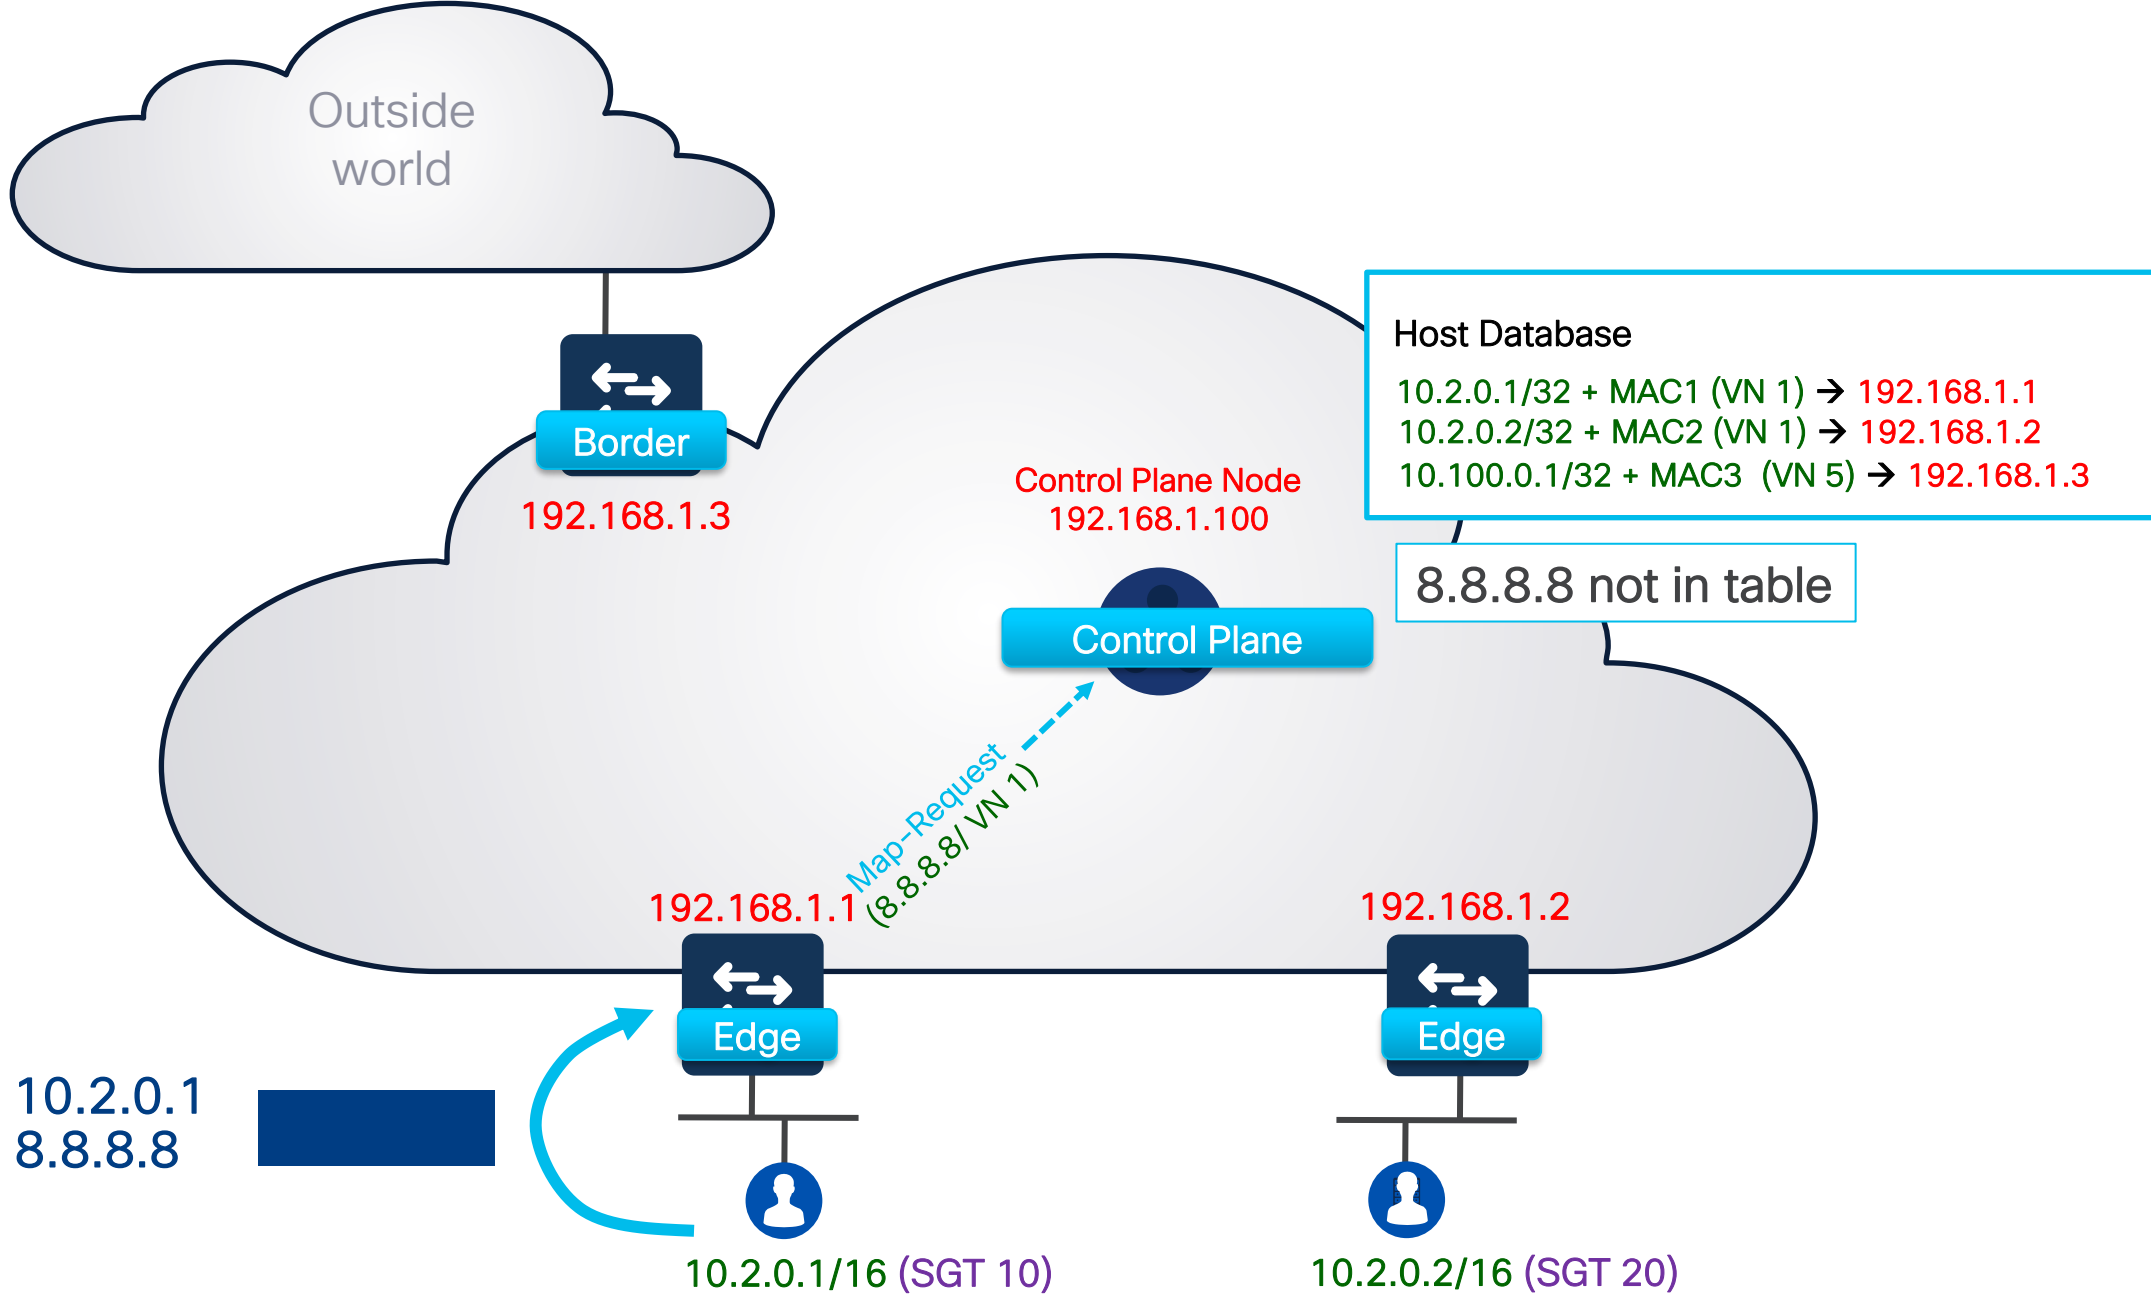 Outside
world
Border
192.168.1.3
Control Plane Node
192.168.1.100
Control Plane
Host Database
10.2.0.1/32 + MAC1 (VN 1) → 192.168.1.1
10.2.0.2/32 + MAC2 (VN 1) → 192.168.1.2
10.100.0.1/32 + MAC3 (VN 5) → 192.168.1.3
8.8.8.8 not in table
Map-Request
(8.8.8.8/ VN 1)
192.168.1.1
192.168.1.2
Edge
Edge
10.2.0.1
8.8.8.8
10.2.0.1/16 (SGT 10)
10.2.0.2/16 (SGT 20)